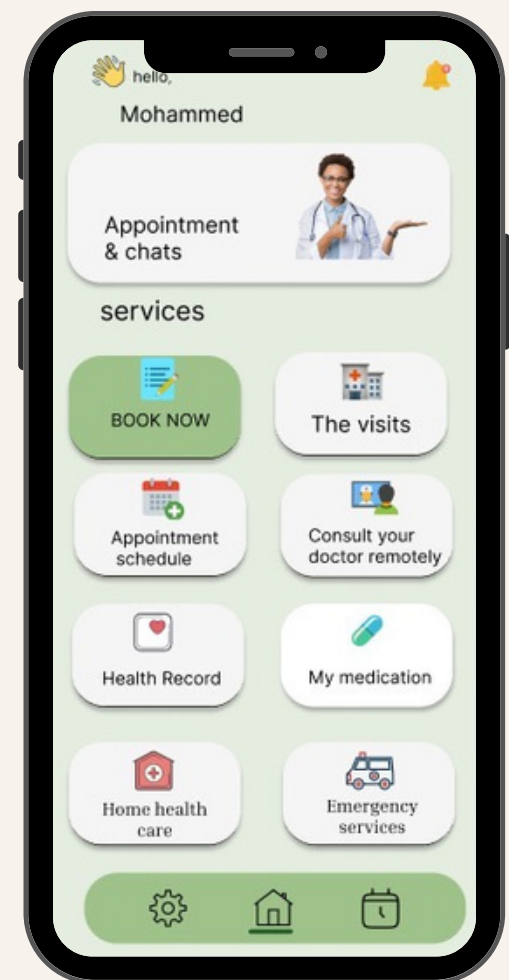 hello,
Mohammed
Appointment
& chats
services
BOOK NOW
The visits
Appointment
schedule
Consult your
doctor remotely
Health Record
My medication
Home health
care
Emergency
services